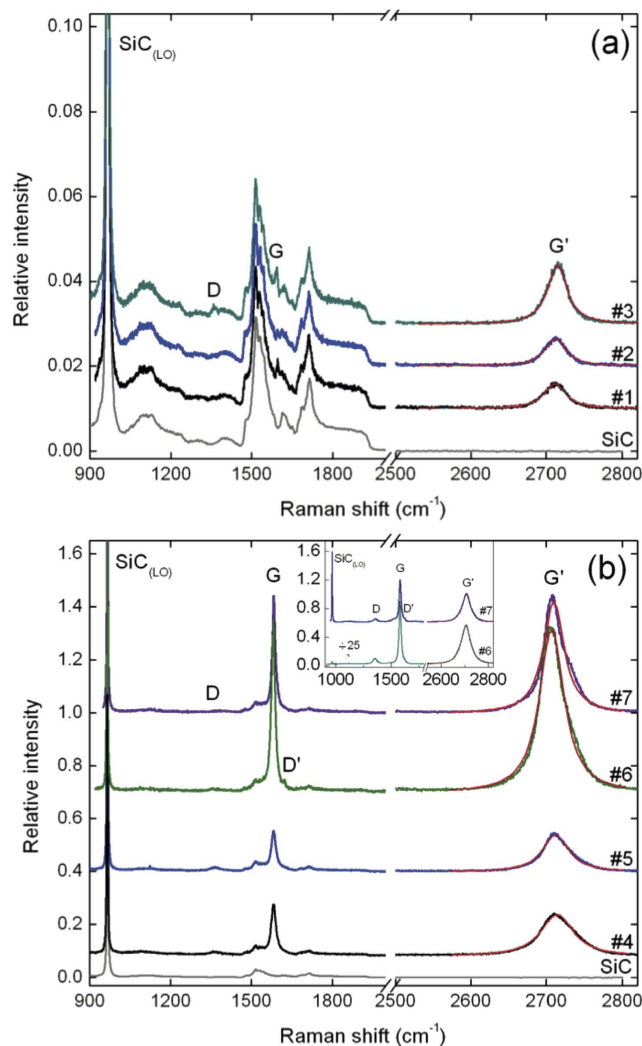 (a)
SiC(LO)
D
G
G'
#3
#2
#1
SiC
0.10
0.08
0.06
0.04
0.02
0.00
Relative intensity
900 1200 1500 1800 2500 2600 2700 2800
Raman shift (cm-1)
(b)
SiC(LO)
G
D
D'
G'
#7
#6
#5
#4
SiC
1.6
1.4
1.2
1.0
0.8
0.6
0.4
0.2
0.0
Relative intensity
900 1200 1500 1800 2500 2600 2700 2800
Raman shift (cm-1)
SiC(LO)
G
D
D'
G'
#7
#6
÷25
1.6
1.2
0.8
0.4
0.0
1000 1500 2600 2800